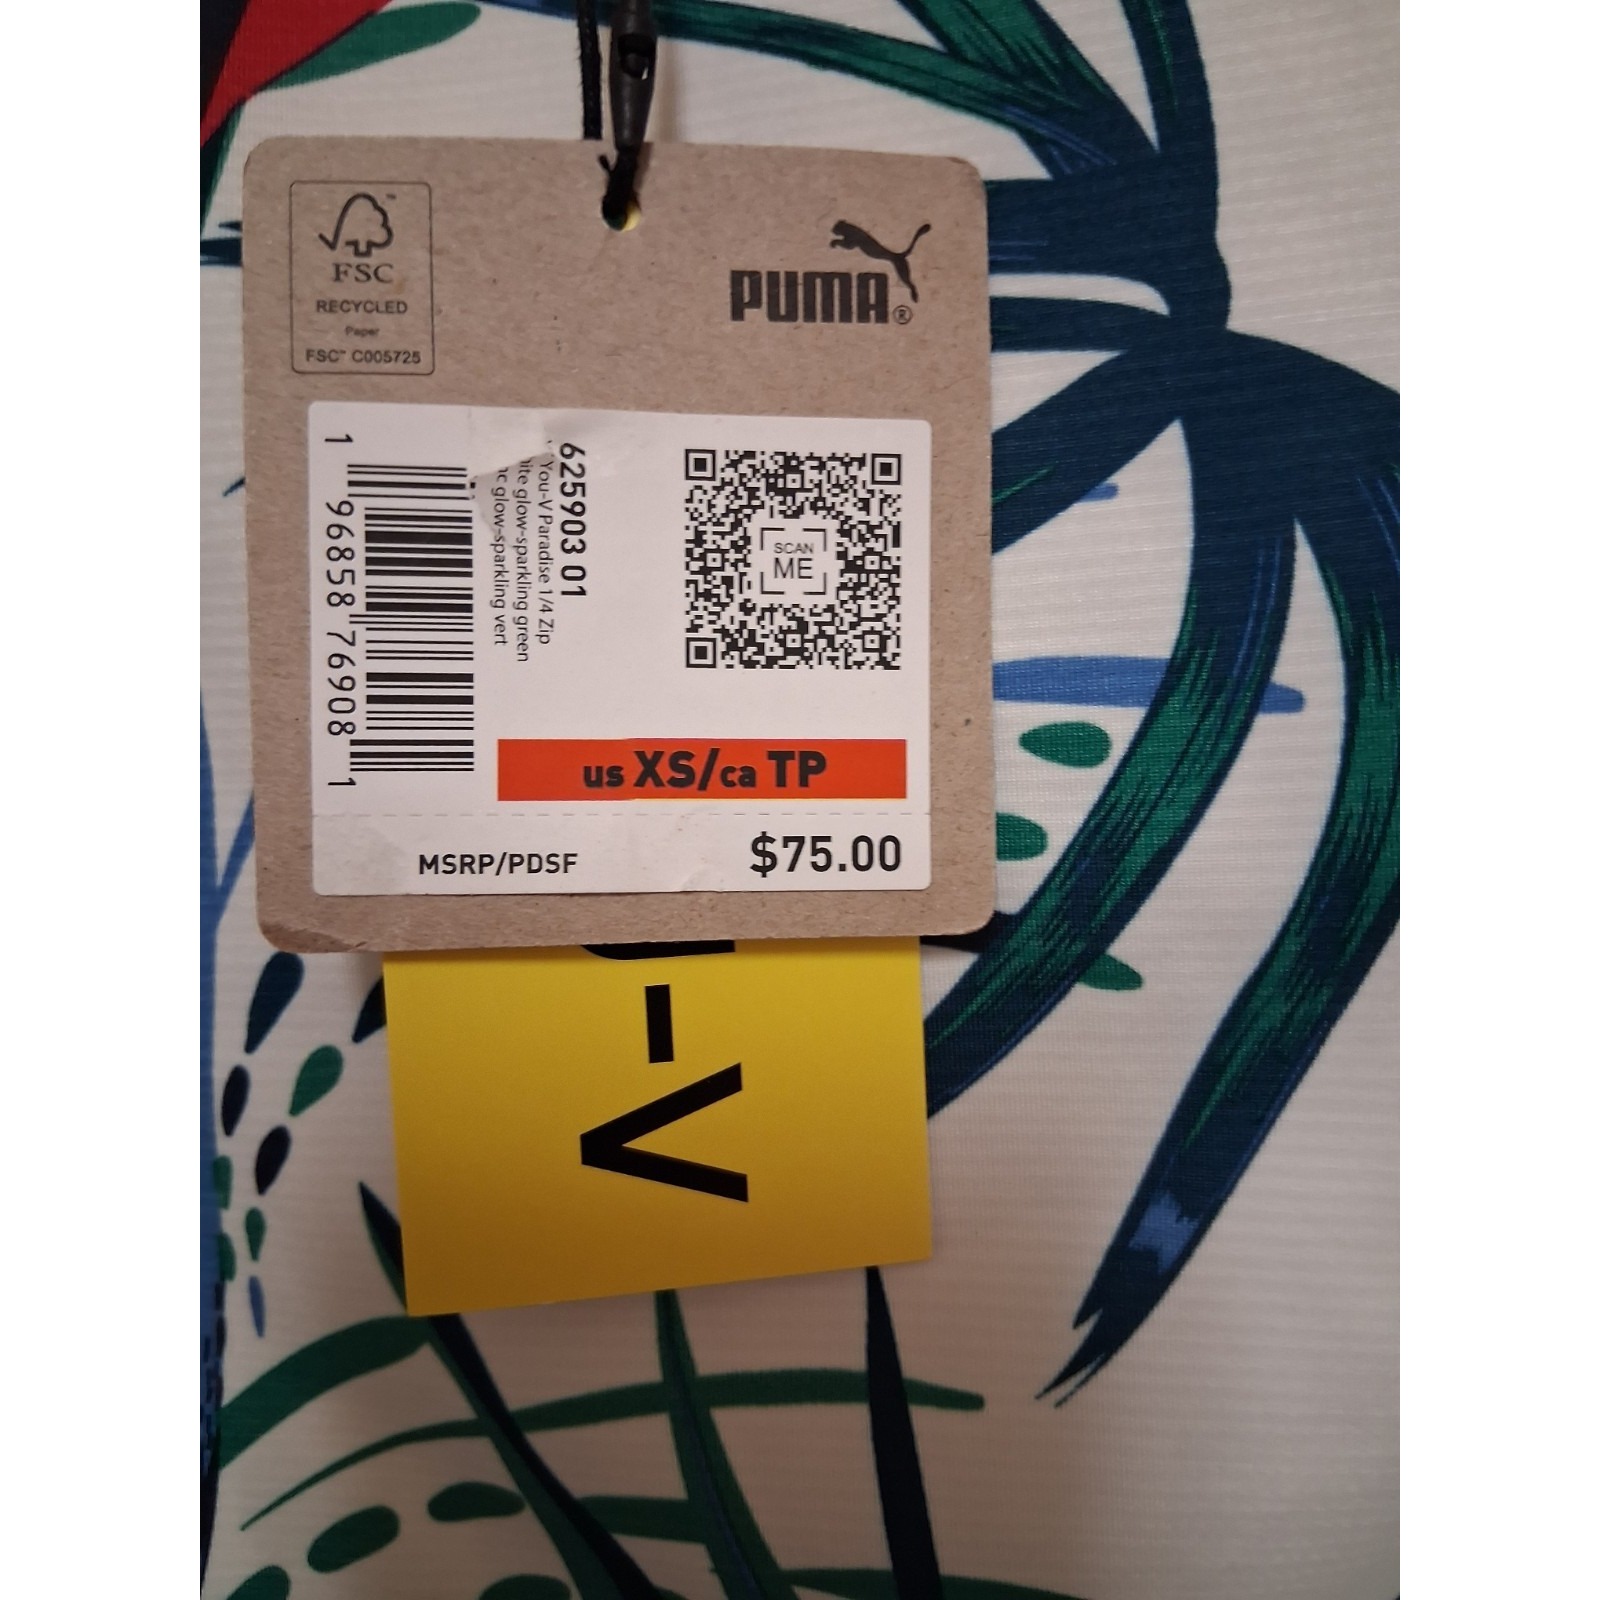 FSC
RECYCLED
Paper
FSC™ C005725
PUMA®
625903 01
You-V Paradise 1/4 Zip
glow-sparkling green
glow-sparkling vert
1 96858 76908 1
SCAN
ME
us XS/ca TP
MSRP/PDSF
$75.00
-V